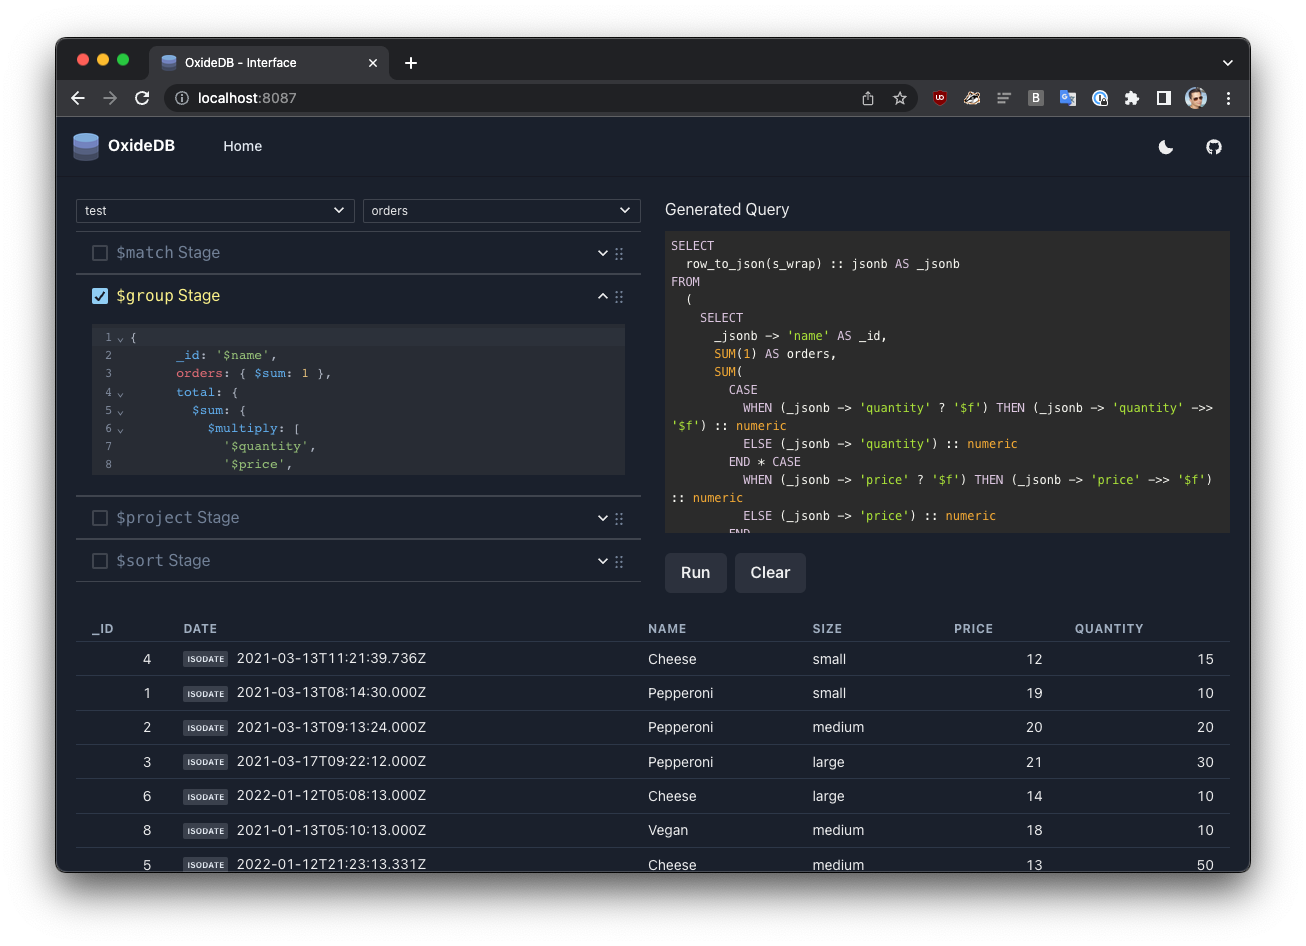 OxideDB - Interface
localhost:8087
OxideDB
Home
test
orders
$match Stage
$group Stage
1 {
2 _id: '$name',
3 orders: { $sum: 1 },
4 total: {
5 $sum: {
6 $multiply: [
7 '$quantity',
8 '$price',
$project Stage
$sort Stage
Generated Query
SELECT
row_to_json(s_wrap) :: jsonb AS _jsonb
FROM
(
SELECT
_jsonb -> 'name' AS _id,
SUM(1) AS orders,
SUM(
CASE
WHEN (_jsonb -> 'quantity' ? '$f') THEN (_jsonb -> 'quantity' ->>
'$f') :: numeric
ELSE (_jsonb -> 'quantity') :: numeric
END * CASE
WHEN (_jsonb -> 'price' ? '$f') THEN (_jsonb -> 'price' ->> '$f')
:: numeric
ELSE (_jsonb -> 'price') :: numeric
END
Run
Clear
_ID DATE NAME SIZE PRICE QUANTITY
4 ISODATE 2021-03-13T11:21:39.736Z Cheese small 12 15
1 ISODATE 2021-03-13T08:14:30.000Z Pepperoni small 19 10
2 ISODATE 2021-03-13T09:13:24.000Z Pepperoni medium 20 20
3 ISODATE 2021-03-17T09:22:12.000Z Pepperoni large 21 30
6 ISODATE 2022-01-12T05:08:13.000Z Cheese large 14 10
8 ISODATE 2021-01-13T05:10:13.000Z Vegan medium 18 10
5 ISODATE 2022-01-12T21:23:13.331Z Cheese medium 13 50